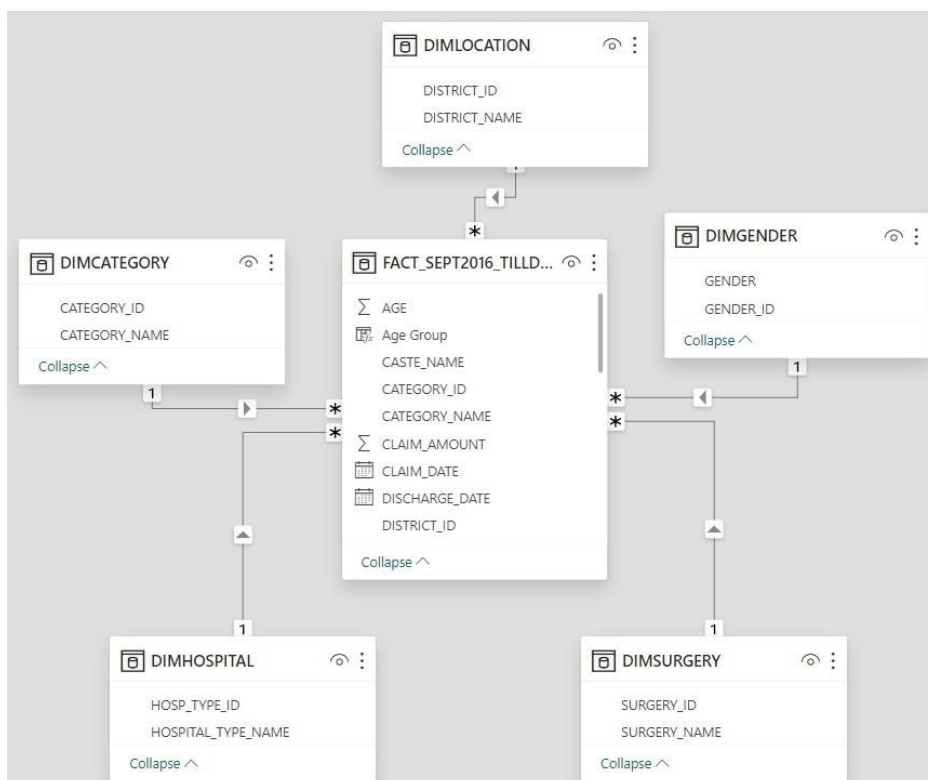 DIMLOCATION
DISTRICT_ID
DISTRICT_NAME
Collapse
*
DIMCATEGORY
CATEGORY_ID
CATEGORY_NAME
Collapse
1
*
*
FACT_SEPT2016_TILLD...
AGE
Age Group
CASTE_NAME
CATEGORY_ID
CATEGORY_NAME
CLAIM_AMOUNT
CLAIM_DATE
DISCHARGE_DATE
DISTRICT_ID
Collapse
DIMGENDER
GENDER
GENDER_ID
Collapse
1
*
*
1
DIMHOSPITAL
HOSP_TYPE_ID
HOSPITAL_TYPE_NAME
Collapse
1
DIMSURGERY
SURGERY_ID
SURGERY_NAME
Collapse